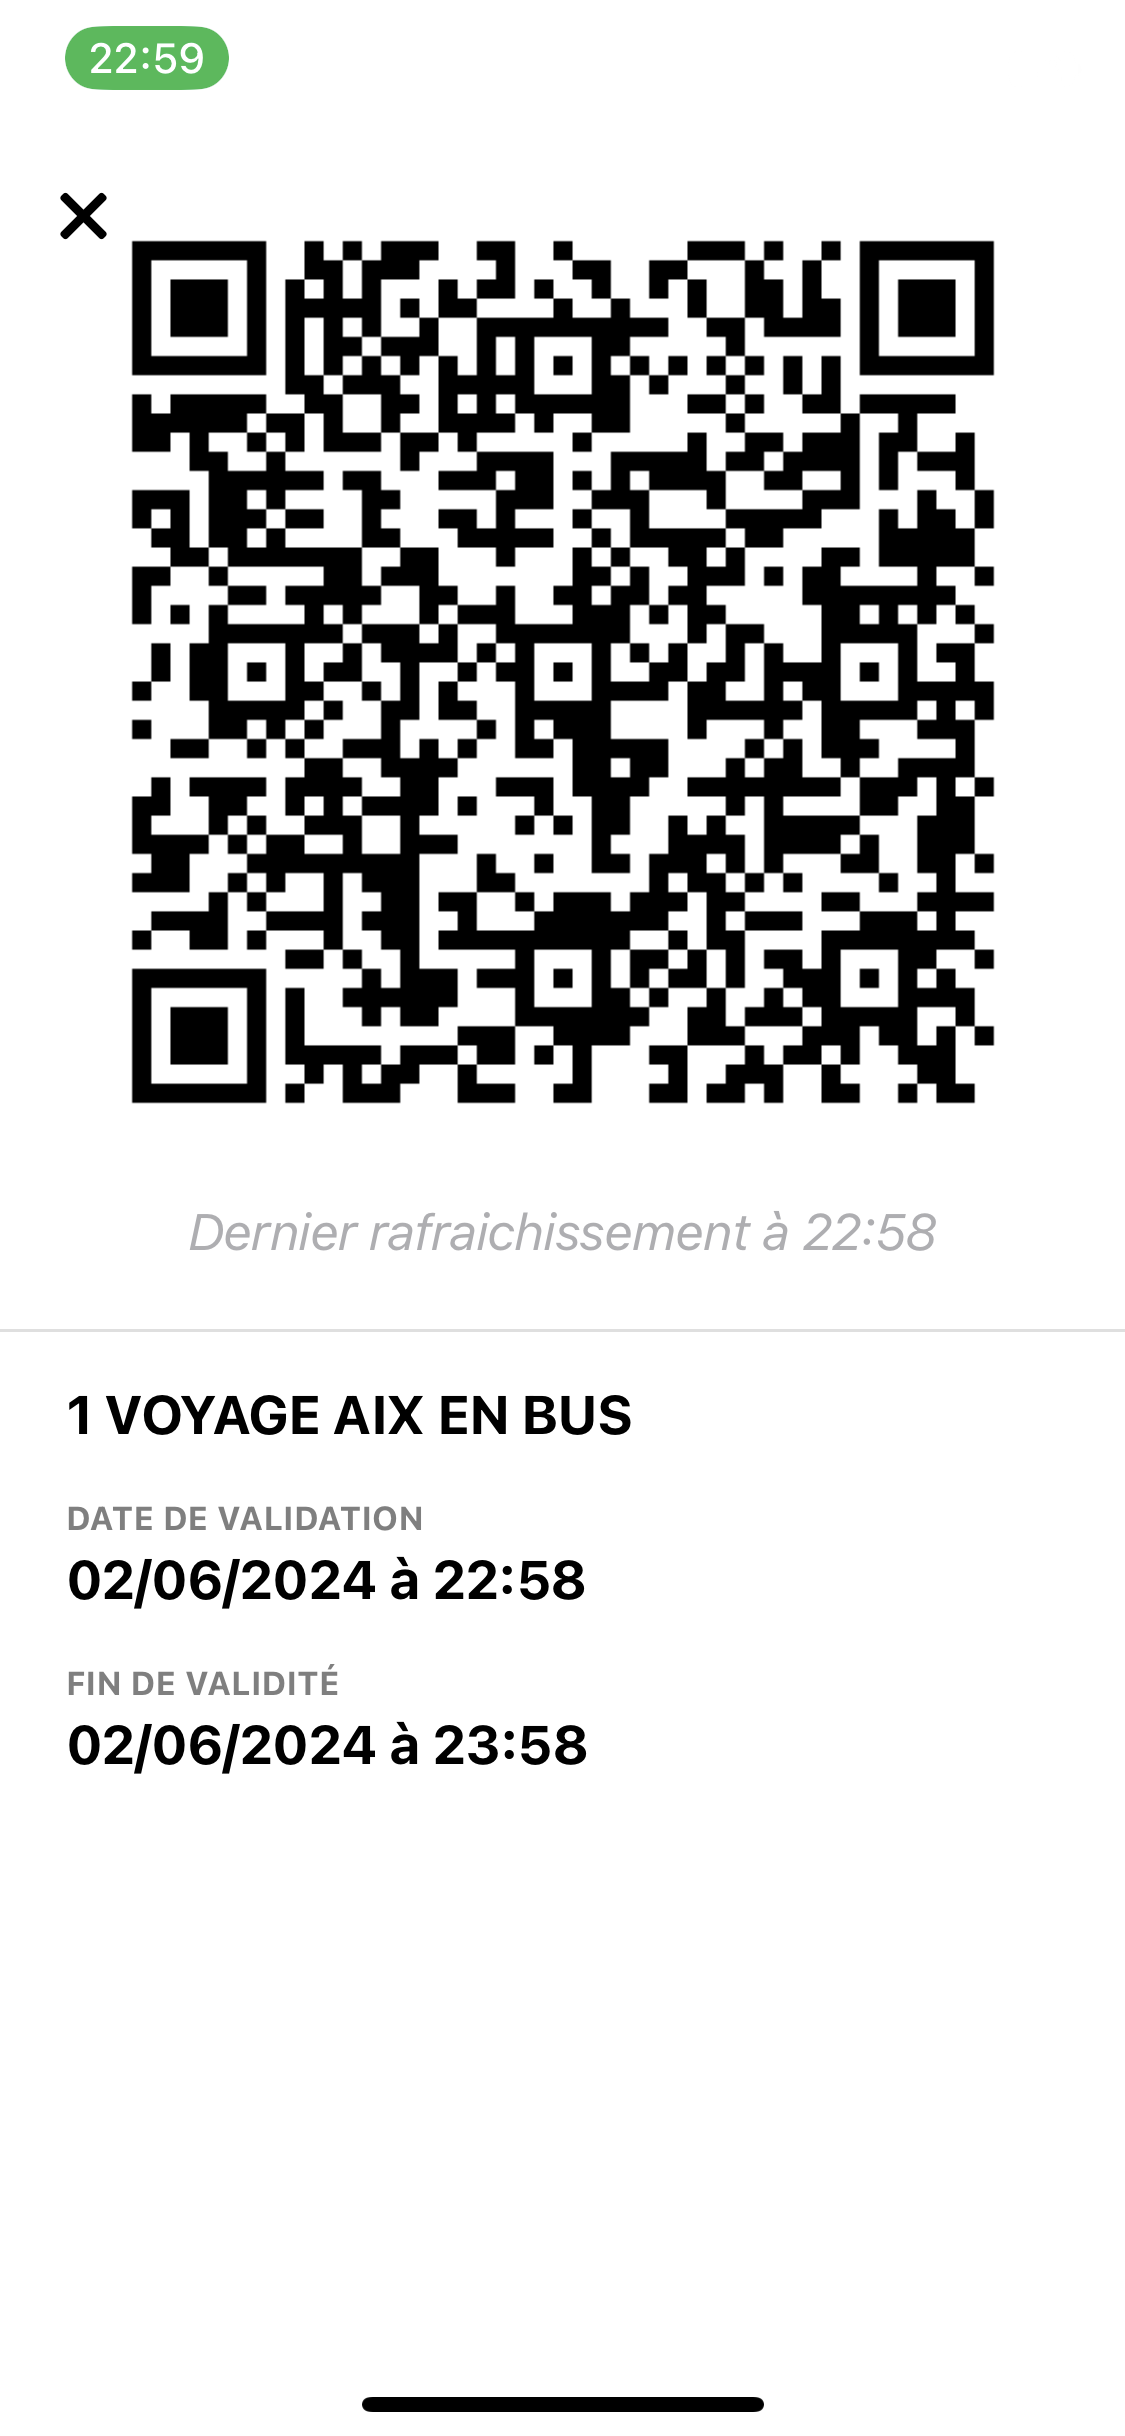 22:59
Dernier rafraichissement à 22:58
1 VOYAGE AIX EN BUS
DATE DE VALIDATION
02/06/2024 à 22:58
FIN DE VALIDITÉ
02/06/2024 à 23:58